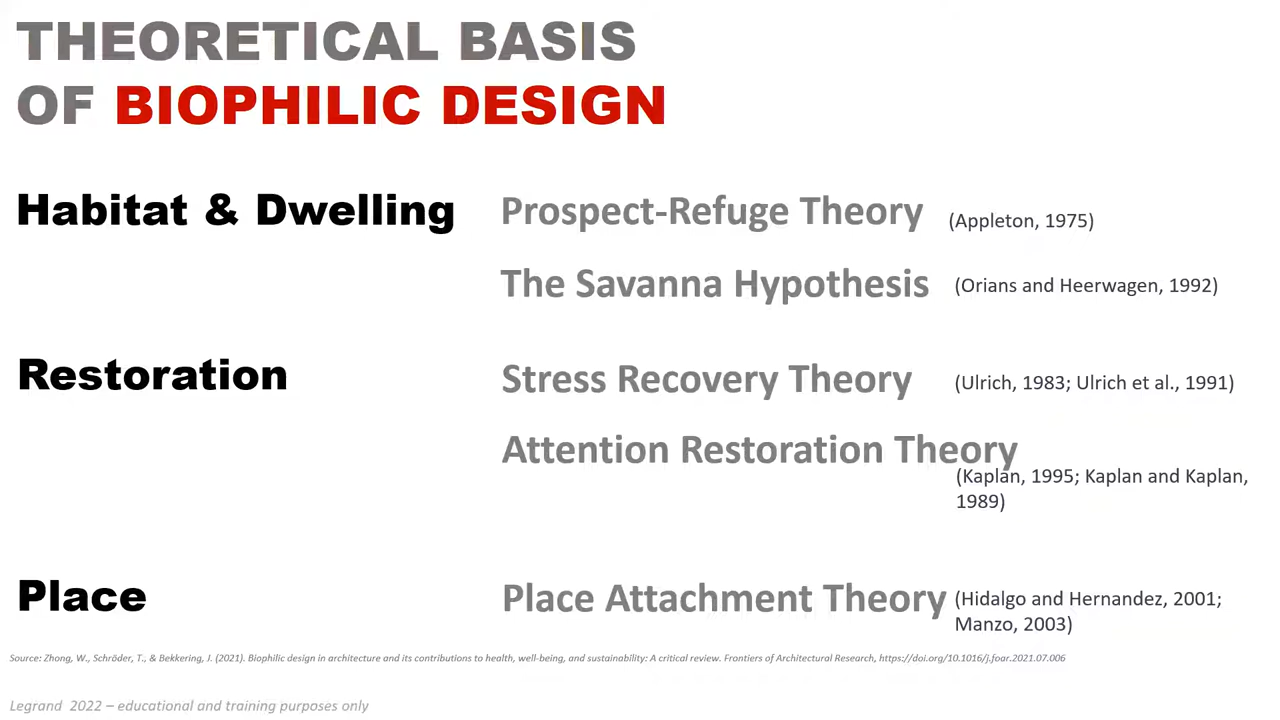 THEORETICAL BASIS
OF BIOPHILIC DESIGN
Habitat & Dwelling Prospect-Refuge Theory (Appleton, 1975)
The Savanna Hypothesis (Orians and Heerwagen, 1992)
Restoration Stress Recovery Theory (Ulrich, 1983; Ulrich et al., 1991)
Attention Restoration Theory
(Kaplan, 1995; Kaplan and Kaplan,
1989)
Place Place Attachment Theory (Hidalgo and Hernandez, 2001;
Manzo, 2003)
Source: Zhong, W., Schröder, T., & Bekkering, J. (2021). Biophilic design in architecture and its contributions to health, well-being, and sustainability: A critical review. Frontiers of Architectural Research, https://doi.org/10.1016/j.foar.2021.07.006
Legrand 2022 – educational and training purposes only